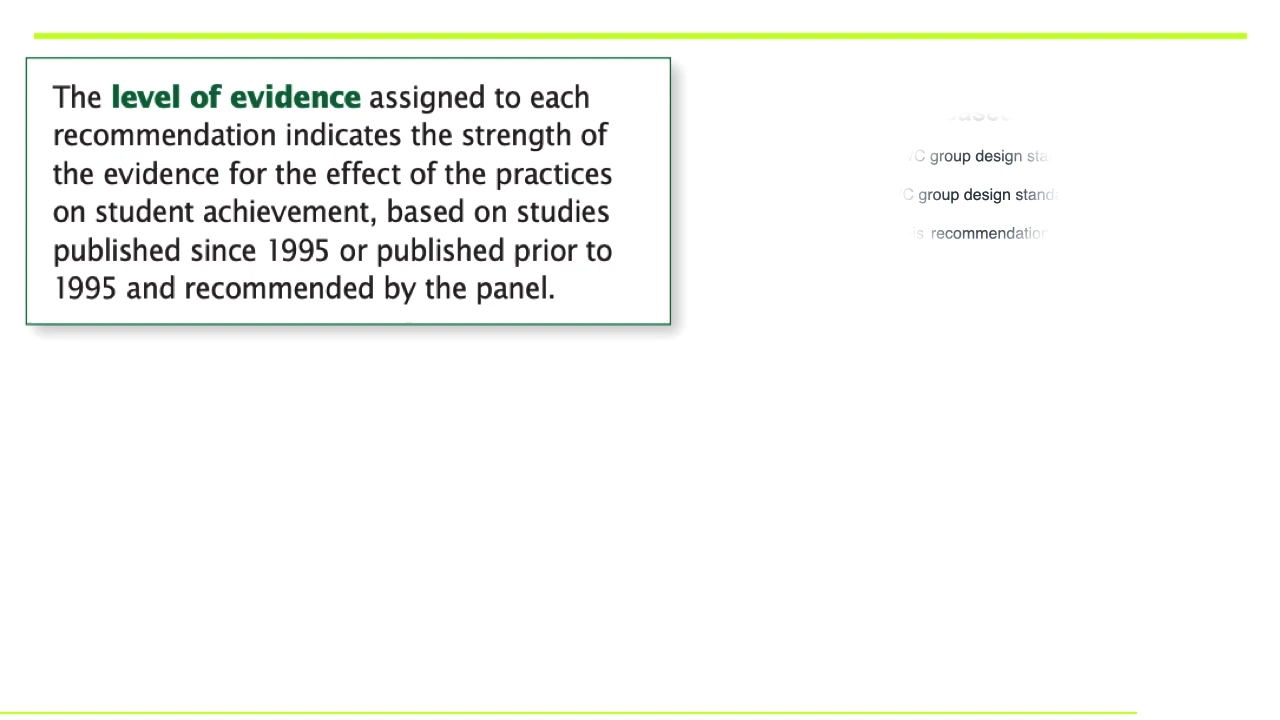 The level of evidence assigned to each
recommendation indicates the strength of
the evidence for the effect of the practices
on student achievement, based on studies
published since 1995 or published prior to
1995 and recommended by the panel.
group design
group design
recommendation